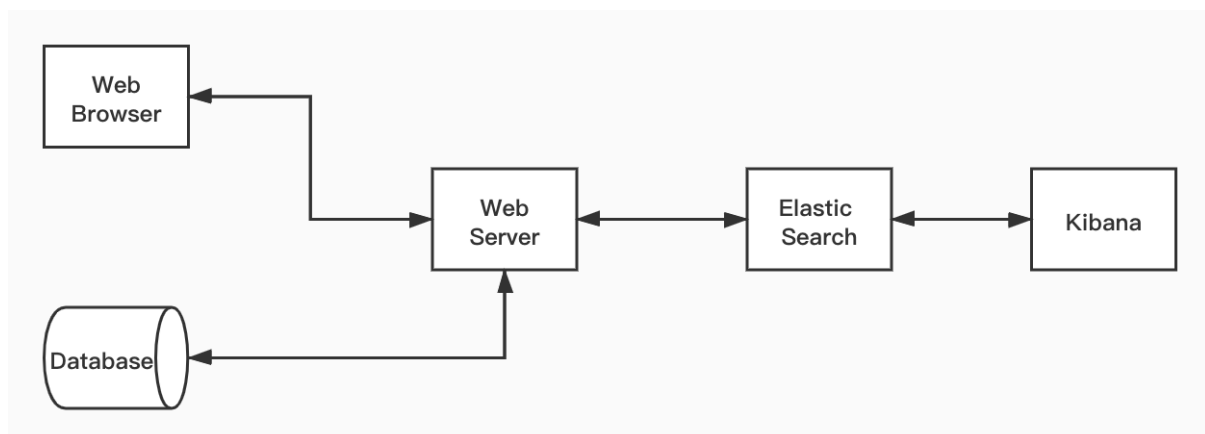 Web
Browser
Web
Server
Elastic
Search
Kibana
Database